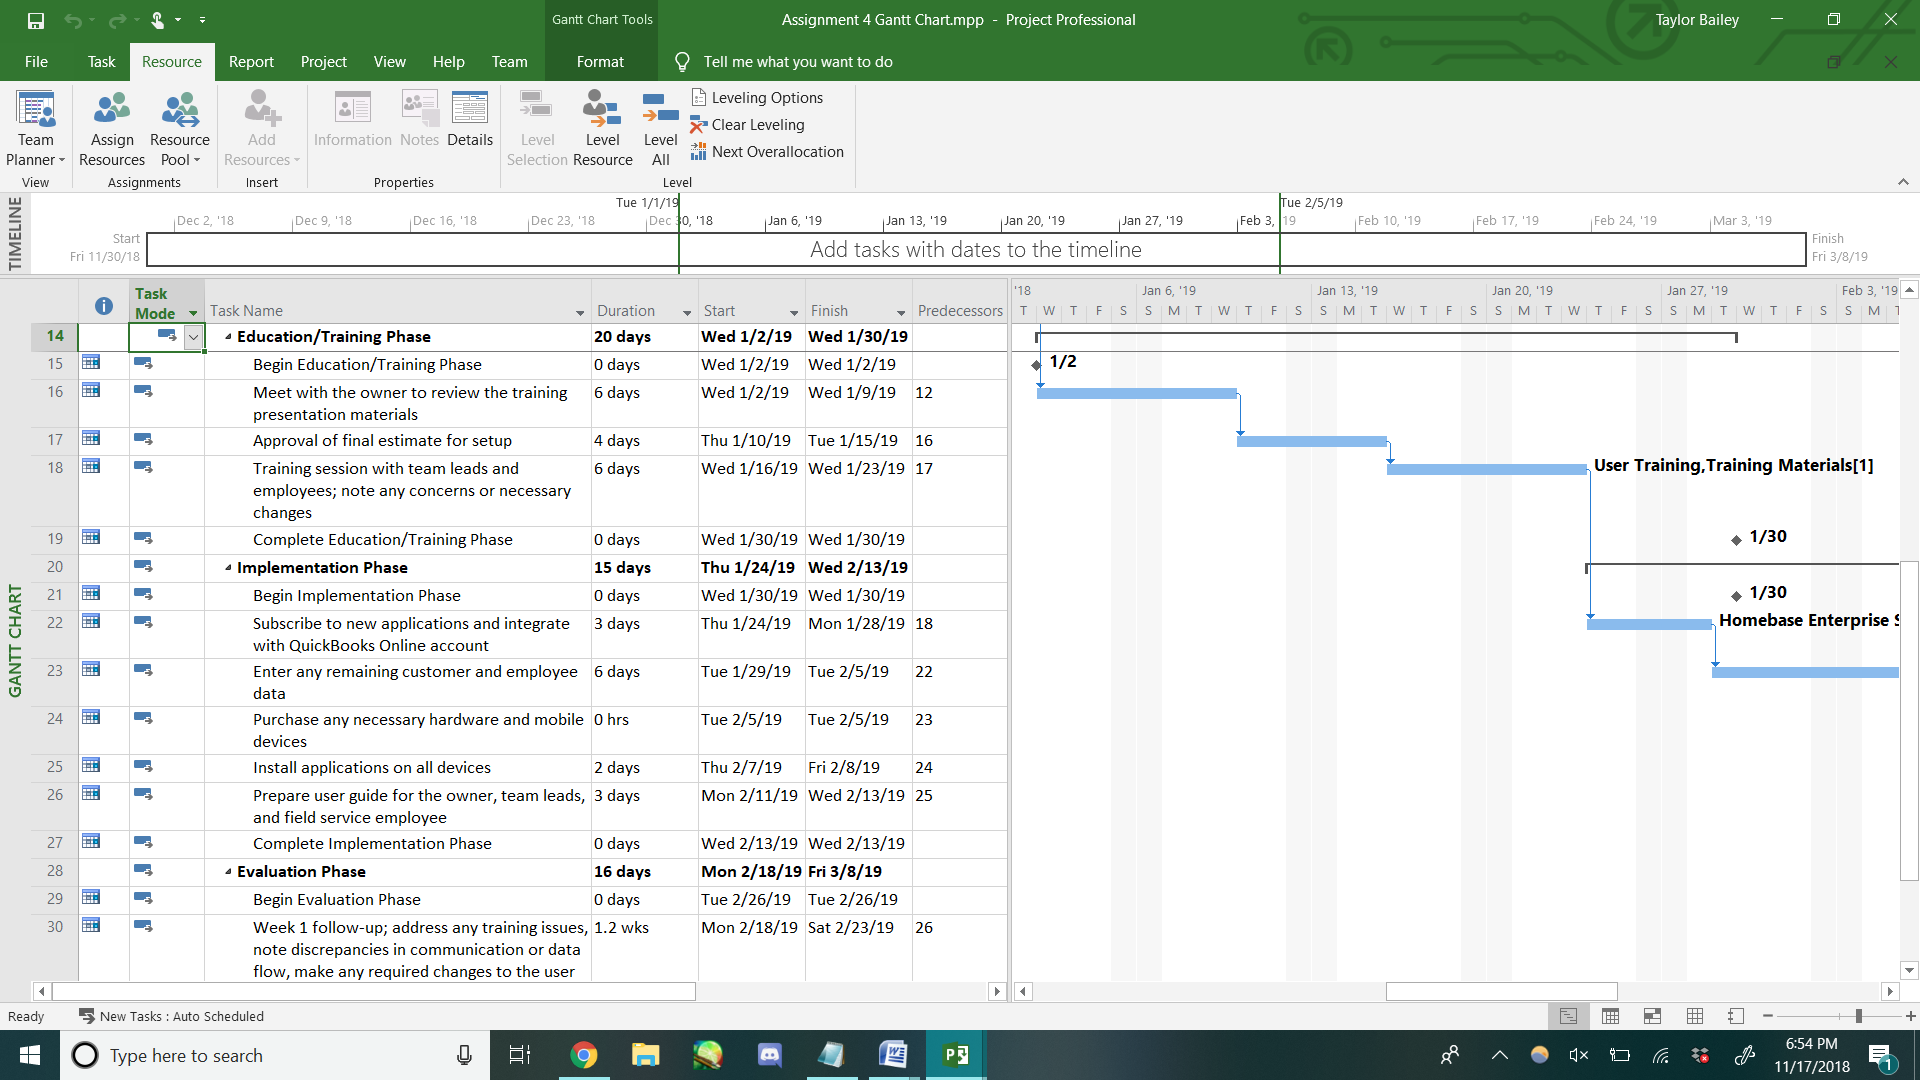 Gantt Chart Tools
Assignment 4 Gantt Chart.mpp - Project Professional
Taylor Bailey
File Task Resource Report Project View Help Team Format Tell me what you want to do
Team Planner
Assign Resources
Resource Pool
Add Resources
Information
Notes
Details
Level Selection
Level Resource
Level All
Leveling Options
Clear Leveling
Next Overallocation
View Assignments Insert Properties Level
TIMELINE
Tue 1/1/19 Tue 2/5/19
Dec 2, '18 Dec 9, '18 Dec 16, '18 Dec 23, '18 Dec 30, '18 Jan 6, '19 Jan 13, '19 Jan 20, '19 Jan 27, '19 Feb 3, '19 Feb 10, '19 Feb 17, '19 Feb 24, '19 Mar 3, '19
Start
Fri 11/30/18
Add tasks with dates to the timeline
Finish
Fri 3/8/19
GANTT CHART
Task Mode Task Name Duration Start Finish Predecessors
14 Education/Training Phase 20 days Wed 1/2/19 Wed 1/30/19
15 Begin Education/Training Phase 0 days Wed 1/2/19 Wed 1/2/19
16 Meet with the owner to review the training 6 days Wed 1/2/19 Wed 1/9/19 12
presentation materials
17 Approval of final estimate for setup 4 days Thu 1/10/19 Tue 1/15/19 16
18 Training session with team leads and 6 days Wed 1/16/19 Wed 1/23/19 17
employees; note any concerns or necessary
changes
19 Complete Education/Training Phase 0 days Wed 1/30/19 Wed 1/30/19
20 Implementation Phase 15 days Thu 1/24/19 Wed 2/13/19
21 Begin Implementation Phase 0 days Wed 1/30/19 Wed 1/30/19
22 Subscribe to new applications and integrate 3 days Thu 1/24/19 Mon 1/28/19 18
with QuickBooks Online account
23 Enter any remaining customer and employee 6 days Tue 1/29/19 Tue 2/5/19 22
data
24 Purchase any necessary hardware and mobile 0 hrs Tue 2/5/19 Tue 2/5/19 23
devices
25 Install applications on all devices 2 days Thu 2/7/19 Fri 2/8/19 24
26 Prepare user guide for the owner, team leads, 3 days Mon 2/11/19 Wed 2/13/19 25
and field service employee
27 Complete Implementation Phase 0 days Wed 2/13/19 Wed 2/13/19
28 Evaluation Phase 16 days Mon 2/18/19 Fri 3/8/19
29 Begin Evaluation Phase 0 days Tue 2/26/19 Tue 2/26/19
30 Week 1 follow-up; address any training issues, 1.2 wks Mon 2/18/19 Sat 2/23/19 26
note discrepancies in communication or data
flow, make any required changes to the user
'18 Jan 6, '19 Jan 13, '19 Jan 20, '19 Jan 27, '19 Feb 3, '19
T W T F S S M T W T F S S M T W T F S S M T W T F S S M T W T F S S M T
1/2
User Training,Training Materials[1]
1/30
1/30
Homebase Enterprise S
Ready New Tasks : Auto Scheduled
Type here to search
6:54 PM
11/17/2018
1